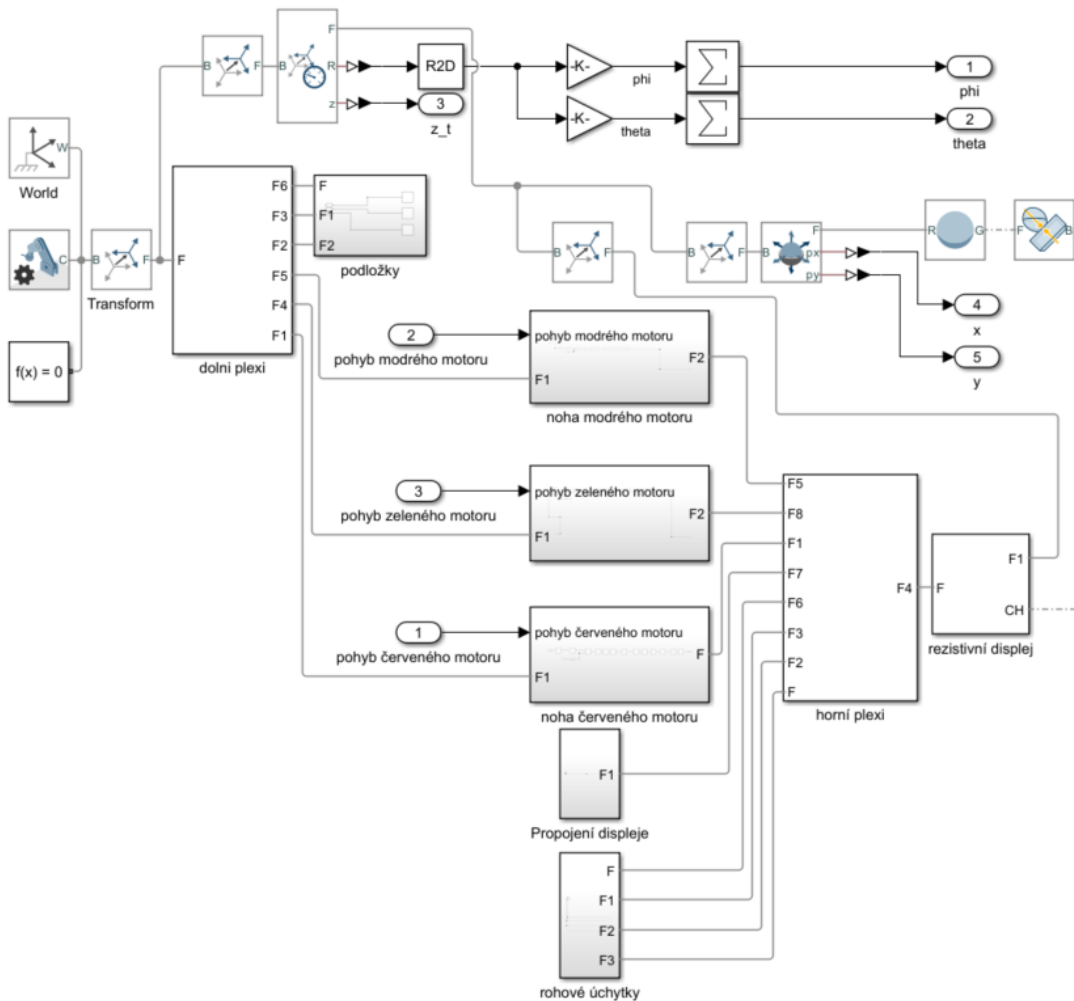 F
B F B R R2D -K- phi 1
phi
z 3
z_t
-K- theta 2
theta
W
World
F6 F
F3 F1
F2 F2
podložky
C B F F
Transform
F5
F4
F1
dolni plexi
f(x) = 0
B F B F B F R G F B
px
py
4
x
5
y
2
pohyb modrého motoru
pohyb modrého motoru
F2
F1
noha modrého motoru
3
pohyb zeleného motoru
pohyb zeleného motoru
F2
F1
1
pohyb červeného motoru
pohyb červeného motoru
F
F1
noha červeného motoru
F5
F8
F1
F7
F6
F3
F2
F
F4
horní plexi
F
F1
CH
rezistivní displej
F1
Propojení displeje
F
F1
F2
F3
rohové úchytky